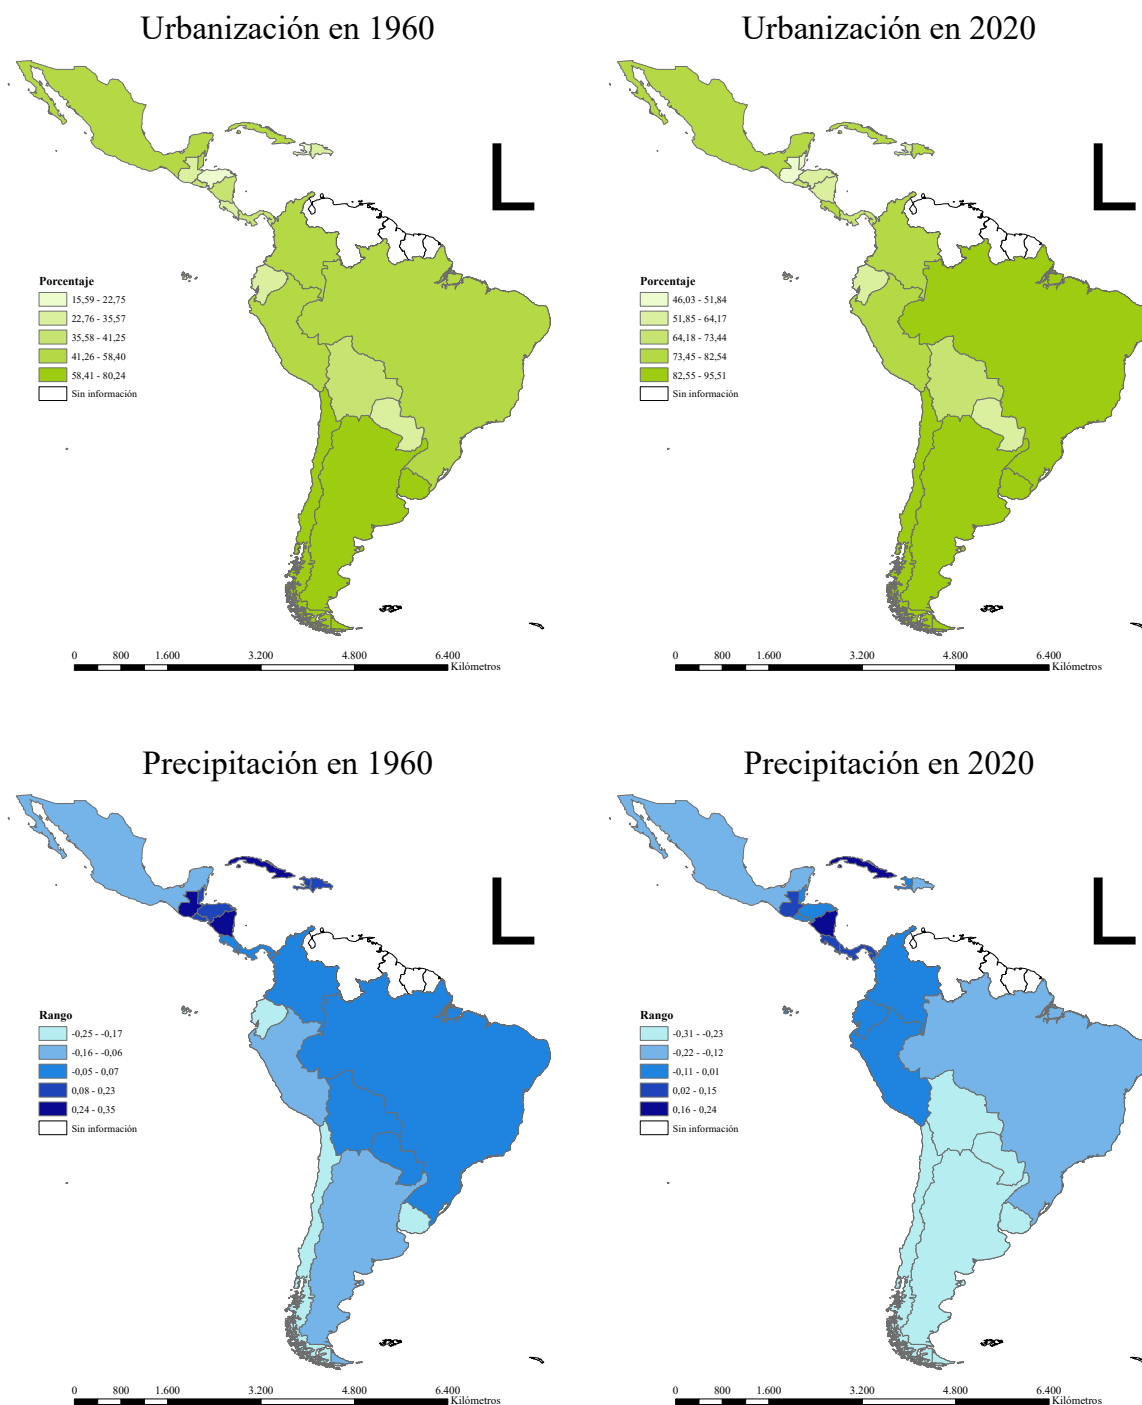 Urbanización en 1960
Porcentaje
15,59 - 22,75
22,76 - 35,57
35,58 - 41,25
41,26 - 58,40
58,41 - 80,24
Sin información
0 800 1.600 3.200 4.800 6.400
Kilómetros
Urbanización en 2020
Porcentaje
46,03 - 51,84
51,85 - 64,17
64,18 - 73,44
73,45 - 82,54
82,55 - 95,51
Sin información
0 800 1.600 3.200 4.800 6.400
Kilómetros
Precipitación en 1960
Rango
-0,25 - -0,17
-0,16 - -0,06
-0,05 - 0,07
0,08 - 0,23
0,24 - 0,35
Sin información
0 800 1.600 3.200 4.800 6.400
Kilómetros
Precipitación en 2020
Rango
-0,31 - -0,23
-0,22 - -0,12
-0,11 - 0,01
0,02 - 0,15
0,16 - 0,24
Sin información
0 800 1.600 3.200 4.800 6.400
Kilómetros